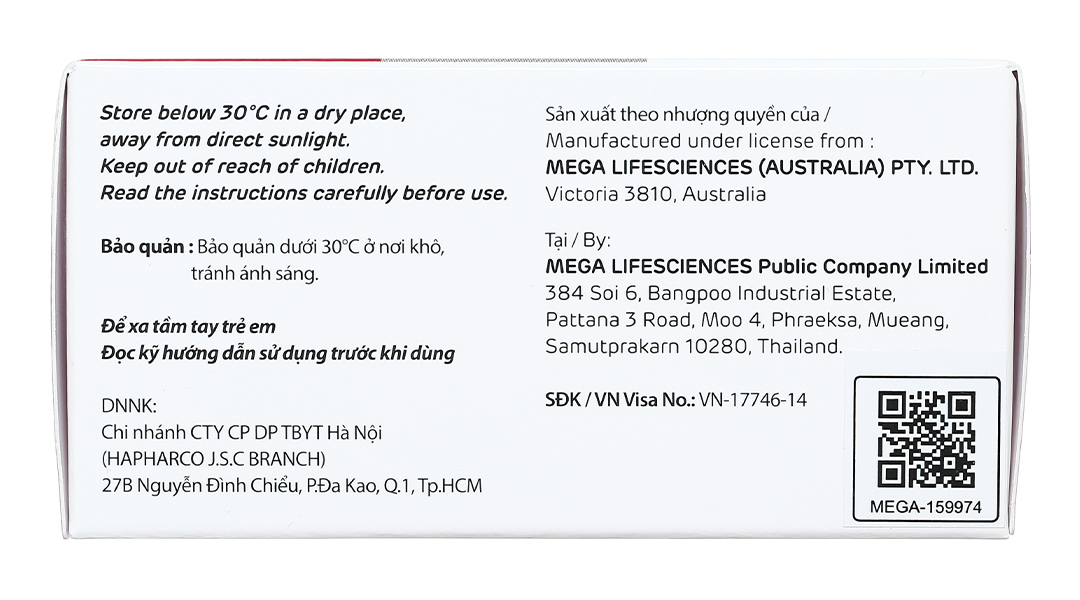 Store below 30°C in a dry place,
away from direct sunlight.
Keep out of reach of children.
Read the instructions carefully before use.
Bảo quản : Bảo quản dưới 30°C ở nơi khô,
tránh ánh sáng.
Để xa tầm tay trẻ em
Đọc kỹ hướng dẫn sử dụng trước khi dùng
DNNK:
Chi nhánh CTY CP DP TBYT Hà Nội
(HAPHARCO J.S.C BRANCH)
27B Nguyễn Đình Chiểu, P.Đa Kao, Q.1, Tp.HCM
Sản xuất theo nhượng quyền của /
Manufactured under license from :
MEGA LIFESCIENCES (AUSTRALIA) PTY. LTD.
Victoria 3810, Australia
Tại / By:
MEGA LIFESCIENCES Public Company Limited
384 Soi 6, Bangpoo Industrial Estate,
Pattana 3 Road, Moo 4, Phraeksa, Mueang,
Samutprakarn 10280, Thailand.
SĐK / VN Visa No.: VN-17746-14
MEGA-159974